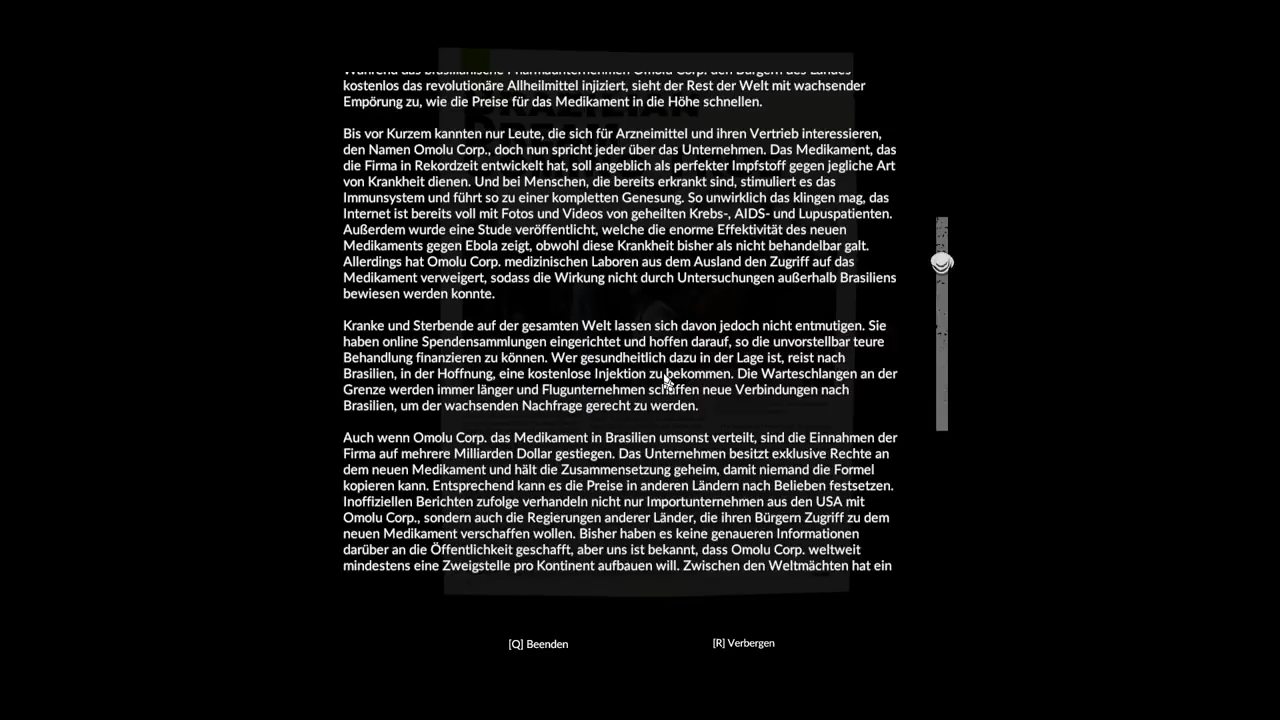 Während das brasilianische Pharmaunternehmen Omolu Corp. den Bürgern des Landes
kostenlos das revolutionäre Allheilmittel injiziert, sieht der Rest der Welt mit wachsender
Empörung zu, wie die Preise für das Medikament in die Höhe schnellen.
Bis vor Kurzem kannten nur Leute, die sich für Arzneimittel und ihren Vertrieb interessieren,
den Namen Omolu Corp., doch nun spricht jeder über das Unternehmen. Das Medikament, das
die Firma in Rekordzeit entwickelt hat, soll angeblich als perfekter Impfstoff gegen jegliche Art
von Krankheit dienen. Und bei Menschen, die bereits erkrankt sind, stimuliert es das
Immunsystem und führt so zu einer kompletten Genesung. So unwirklich das klingen mag, das
Internet ist bereits voll mit Fotos und Videos von geheilten Krebs-, AIDS- und Lupuspatienten.
Außerdem wurde eine Stude veröffentlicht, welche die enorme Effektivität des neuen
Medikaments gegen Ebola zeigt, obwohl diese Krankheit bisher als nicht behandelbar galt.
Allerdings hat Omolu Corp. medizinischen Laboren aus dem Ausland den Zugriff auf das
Medikament verweigert, sodass die Wirkung nicht durch Untersuchungen außerhalb Brasiliens
bewiesen werden konnte.
Kranke und Sterbende auf der gesamten Welt lassen sich davon jedoch nicht entmutigen. Sie
haben online Spendensammlungen eingerichtet und hoffen darauf, so die unvorstellbar teure
Behandlung finanzieren zu können. Wer gesundheitlich dazu in der Lage ist, reist nach
Brasilien, in der Hoffnung, eine kostenlose Injektion zu bekommen. Die Warteschlangen an der
Grenze werden immer länger und Flugunternehmen schaffen neue Verbindungen nach
Brasilien, um der wachsenden Nachfrage gerecht zu werden.
Auch wenn Omolu Corp. das Medikament in Brasilien umsonst verteilt, sind die Einnahmen der
Firma auf mehrere Milliarden Dollar gestiegen. Das Unternehmen besitzt exklusive Rechte an
dem neuen Medikament und hält die Zusammensetzung geheim, damit niemand die Formel
kopieren kann. Entsprechend kann es die Preise in anderen Ländern nach Belieben festsetzen.
Inoffiziellen Berichten zufolge verhandeln nicht nur Importunternehmen aus den USA mit
Omolu Corp., sondern auch die Regierungen anderer Länder, die ihren Bürgern Zugriff zu dem
neuen Medikament verschaffen wollen. Bisher haben es keine genaueren Informationen
darüber an die Öffentlichkeit geschafft, aber uns ist bekannt, dass Omolu Corp. weltweit
mindestens eine Zweigstelle pro Kontinent aufbauen will. Zwischen den Weltmächten hat ein
[Q] Beenden
[R] Verbergen